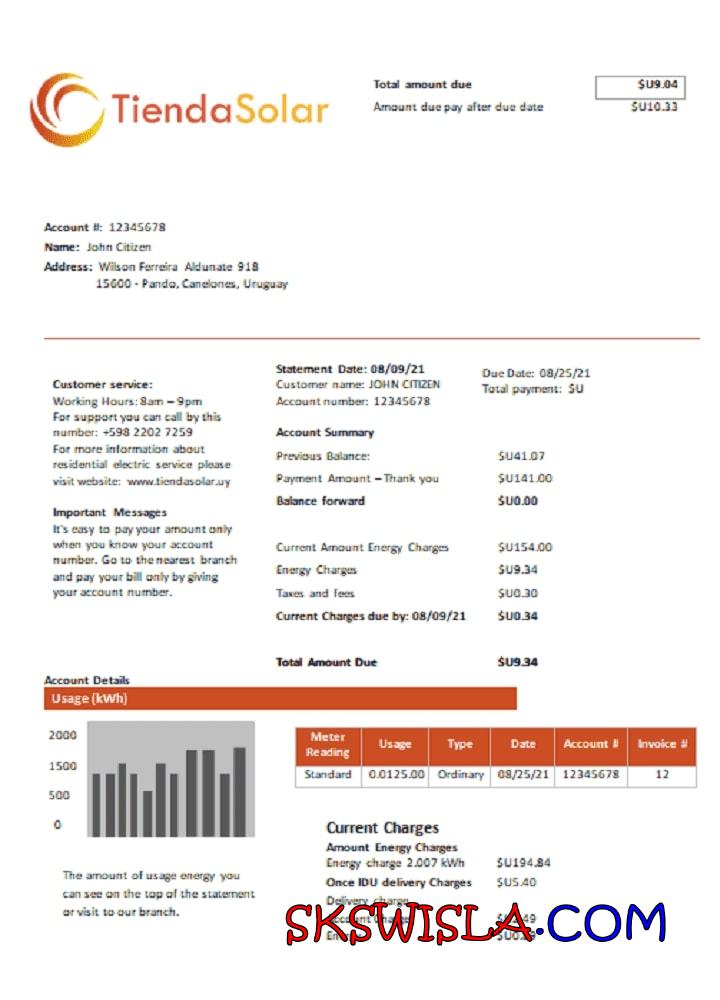 TiendaSolar
Total amount due $U9.04
Amount due pay after due date $U10.33
Account #: 12345678
Name: John Citizen
Address: Wilson Ferreira Aldunate 918
15600 - Pando, Canelones, Uruguay
Customer service:
Working Hours: 8am – 9pm
For support you can call by this
number: +598 2202 7259
For more information about
residential electric service please
visit website: www.tiendasolar.uy
Important Messages
It's easy to pay your amount only
when you know your account
number. Go to the nearest branch
and pay your bill only by giving
your account number.
Statement Date: 08/09/21
Customer name: JOHN CITIZEN
Account number: 12345678
Due Date: 08/25/21
Total payment: $U
Account Summary
Previous Balance: $U41.07
Payment Amount – Thank you $U141.00
Balance forward $U0.00
Current Amount Energy Charges $U154.00
Energy Charges $U9.34
Taxes and fees $U0.30
Current Charges due by: 08/09/21 $U0.34
Total Amount Due $U9.34
Account Details
Usage (kWh)
2000
1500
500
0
The amount of usage energy you
can see on the top of the statement
or visit to our branch.
Meter Reading Usage Type Date Account # Invoice #
Standard 0.0125.00 Ordinary 08/25/21 12345678 12
Current Charges
Amount Energy Charges
Energy charge 2.007 kWh $U194.84
Once IDU delivery Charges $U5.40
Delivery charge
Account Charge
SKSWISLA.COM